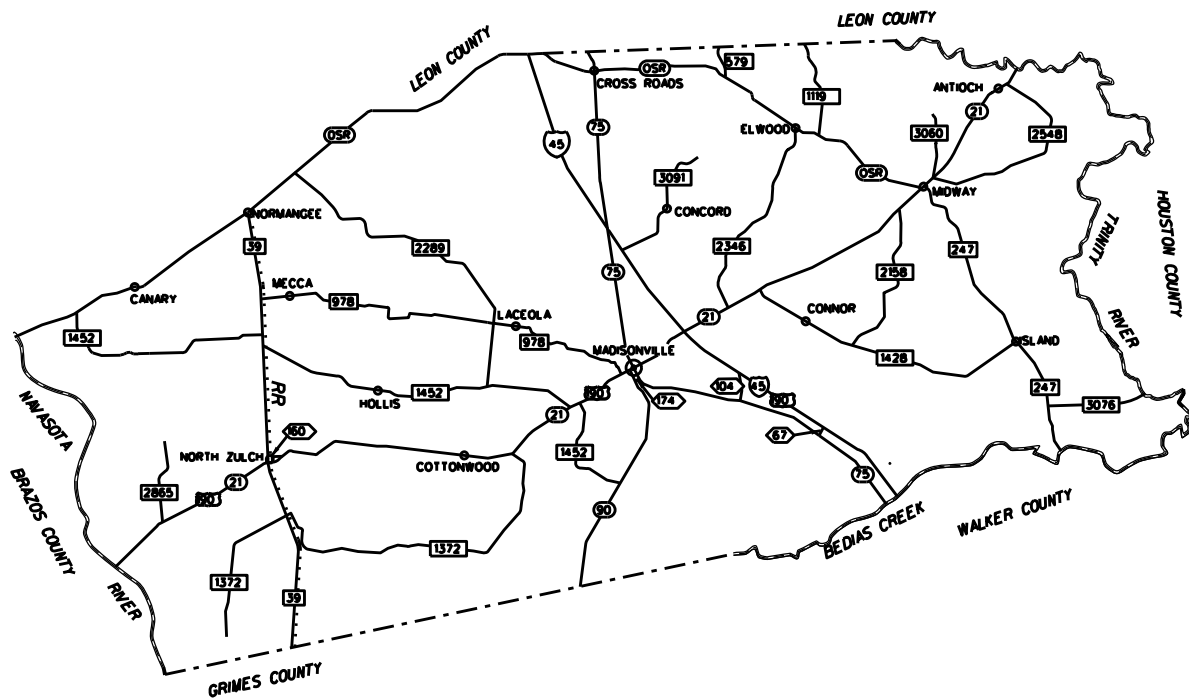 LEON COUNTY
LEON COUNTY
579
OSR
CROSS ROADS
ANTIOCH
1119
21
75
ELWOOD
3060
2548
OSR
45
3091
OSR
MIDWAY
CONCORD
NORMANGEE
HOUSTON COUNTY
TRINITY
RIVER
39
2289
2346
247
75
2158
MECCA
CANARY
978
LACEOLA
21
CONNOR
1452
978
MADISONVILLE
ISLAND
1428
HOLLIS
1452
190
104
45
190
247
174
3076
RR
21
NAVASOTA
RIVER
160
67
NORTH ZULCH
1452
COTTONWOOD
21
75
2865
190
90
BRAZOS COUNTY
BEDIAS CREEK
WALKER COUNTY
1372
1372
39
GRIMES COUNTY